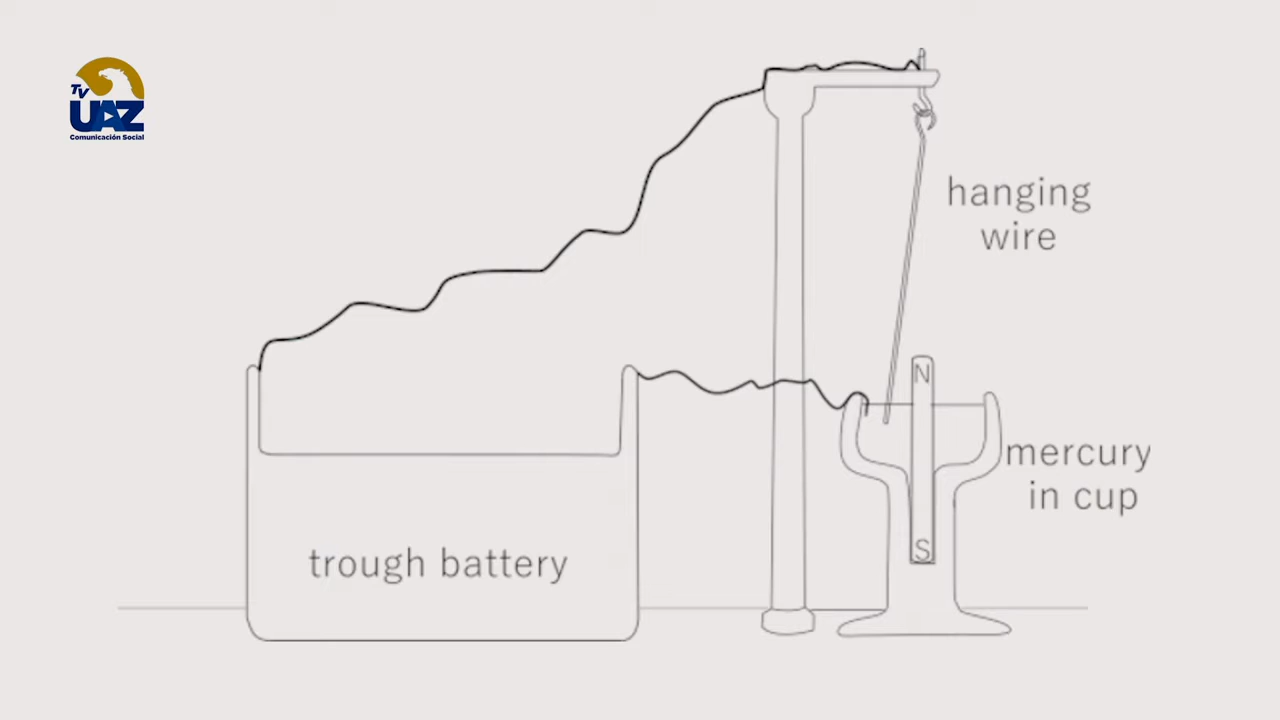 TV
UAZ
Comunicación Social
hanging
wire
N
mercury
in cup
S
trough battery